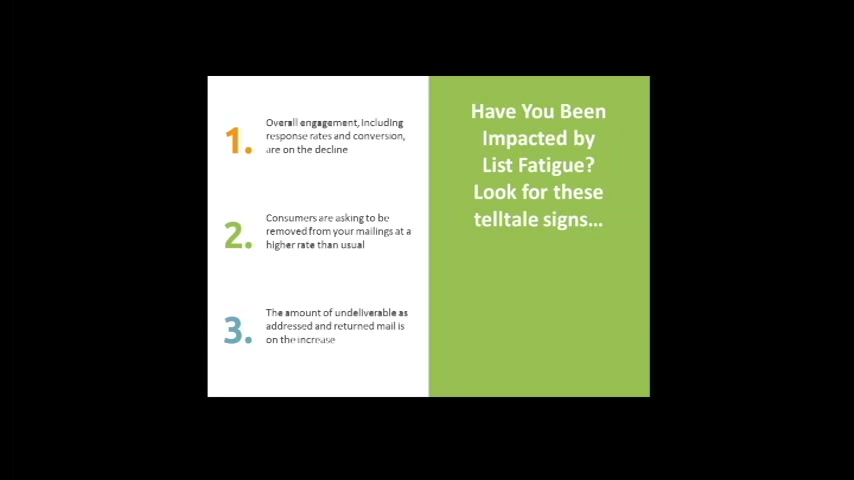 1.
Overall engagement, including
response rates and conversion,
are on the decline
2.
Consumers are asking to be
removed from your mailings at a
higher rate than usual
3.
The amount of undeliverable as
addressed and returned mail is
on the increase
Have You Been
Impacted by
List Fatigue?
Look for these
telltale signs...